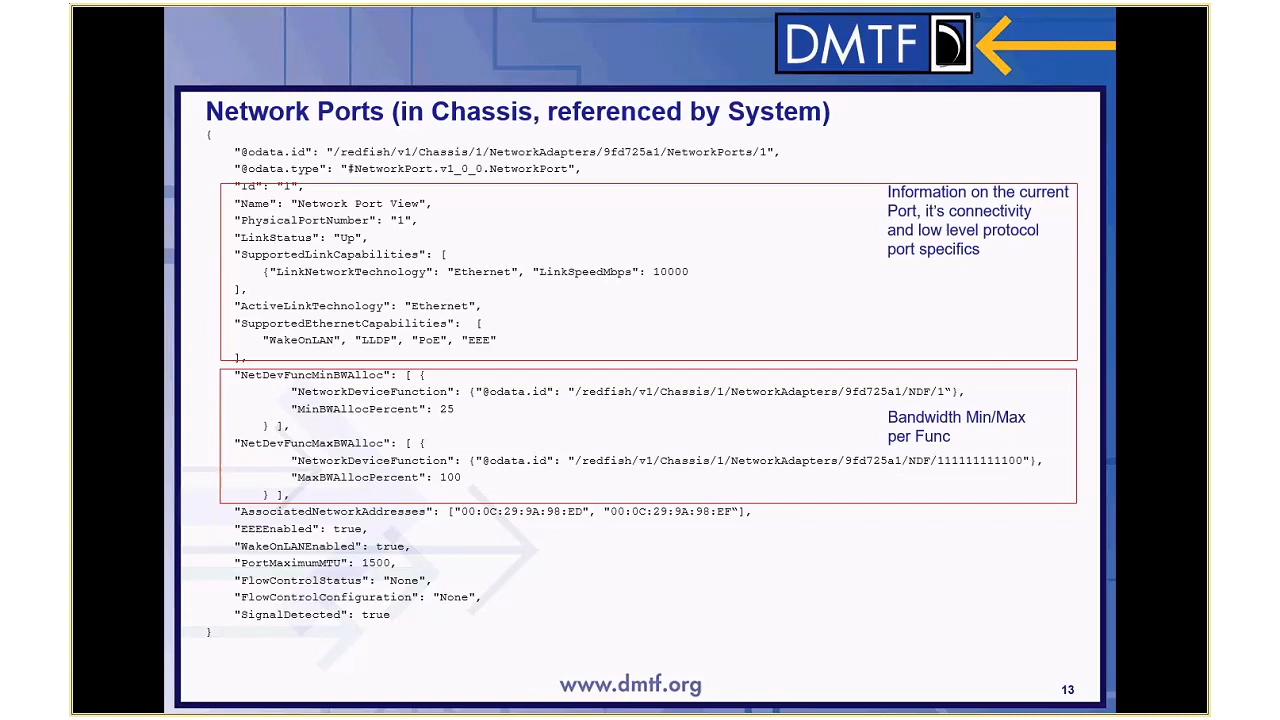 DMTF
Network Ports (in Chassis, referenced by System)
{
"@odata.id": "/redfish/v1/Chassis/1/NetworkAdapters/9fd725a1/NetworkPorts/1",
"@odata.type": "#NetworkPort.v1_0_0.NetworkPort",
"Id": "1",
"Name": "Network Port View",
"PhysicalPortNumber": "1",
"LinkStatus": "Up",
"SupportedLinkCapabilities": [
{"LinkNetworkTechnology": "Ethernet", "LinkSpeedMbps": 10000
],
"ActiveLinkTechnology": "Ethernet",
"SupportedEthernetCapabilities":  [
"WakeOnLAN", "LLDP", "PoE", "EEE"
],
Information on the current
Port, it's connectivity
and low level protocol
port specifics
"NetDevFuncMinBWAlloc": [ {
"NetworkDeviceFunction": {"@odata.id": "/redfish/v1/Chassis/1/NetworkAdapters/9fd725a1/NDF/1“},
"MinBWAllocPercent": 25
} ],
"NetDevFuncMaxBWAlloc": [ {
"NetworkDeviceFunction": {"@odata.id": "/redfish/v1/Chassis/1/NetworkAdapters/9fd725a1/NDF/111111111100"},
"MaxBWAllocPercent": 100
} ],
Bandwidth Min/Max
per Func
"AssociatedNetworkAddresses": ["00:0C:29:9A:98:ED", "00:0C:29:9A:98:EF“],
"EEEEnabled": true,
"WakeOnLANEnabled": true,
"PortMaximumMTU": 1500,
"FlowControlStatus": "None",
"FlowControlConfiguration": "None",
"SignalDetected": true
}
www.dmtf.org
13